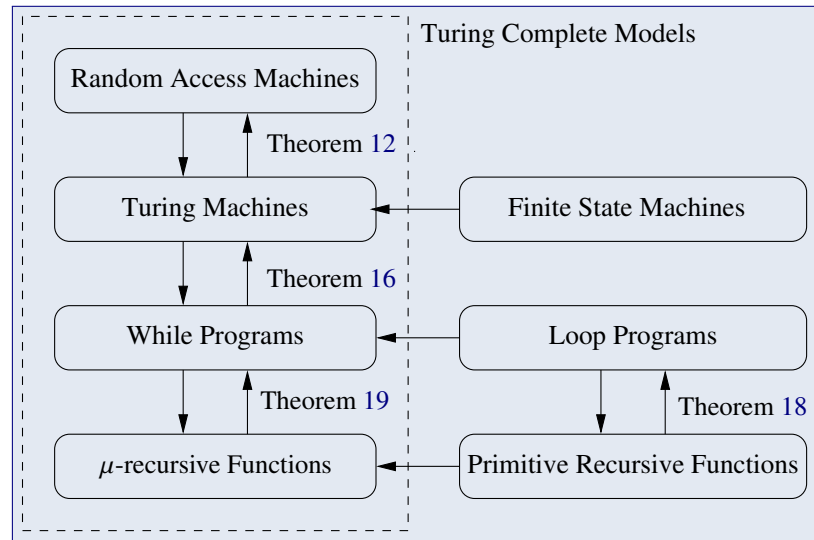 Turing Complete Models
Random Access Machines
Theorem 12
Turing Machines
Finite State Machines
Theorem 16
While Programs
Loop Programs
Theorem 19
Theorem 18
μ-recursive Functions
Primitive Recursive Functions